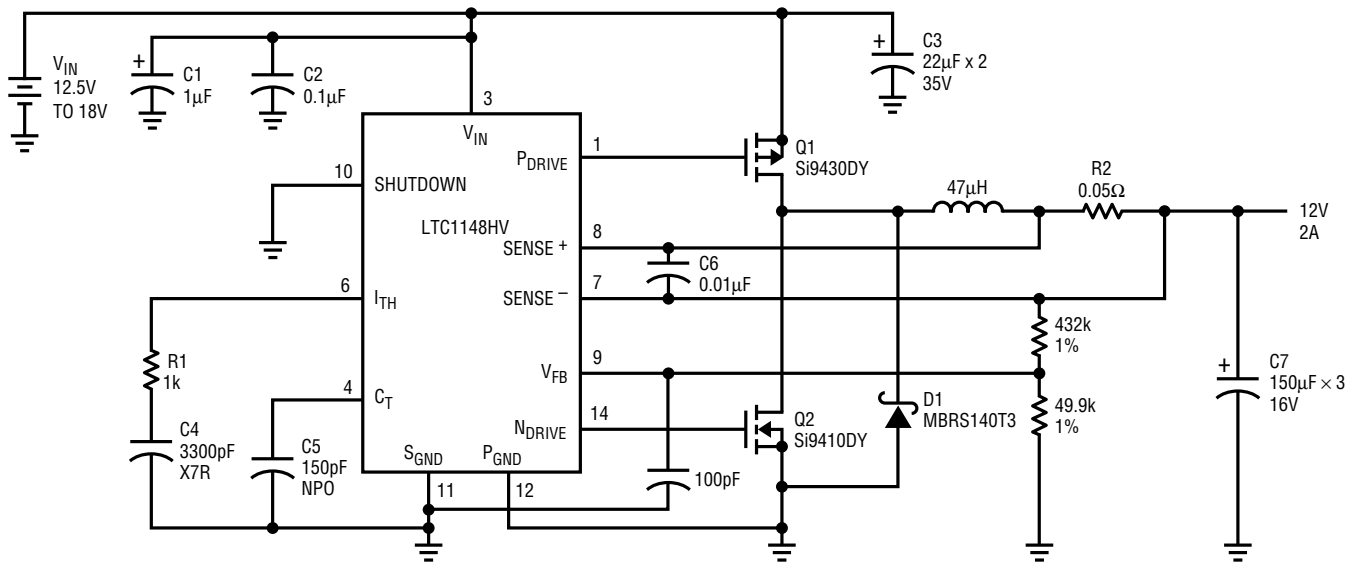 V_IN
12.5V
TO 18V
+
C1
1µF
C2
0.1µF
+
C3
22µF x 2
35V
3
V_IN
1
P_DRIVE
Q1
Si9430DY
10
SHUTDOWN
LTC1148HV
47µH
R2
0.05Ω
12V
2A
8
SENSE +
C6
0.01µF
7
SENSE –
6
I_TH
R1
1k
432k
1%
9
V_FB
4
C_T
+
C7
150µF × 3
16V
D1
MBRS140T3
49.9k
1%
14
N_DRIVE
Q2
Si9410DY
C4
3300pF
X7R
C5
150pF
NPO
S_GND
P_GND
11
12
100pF